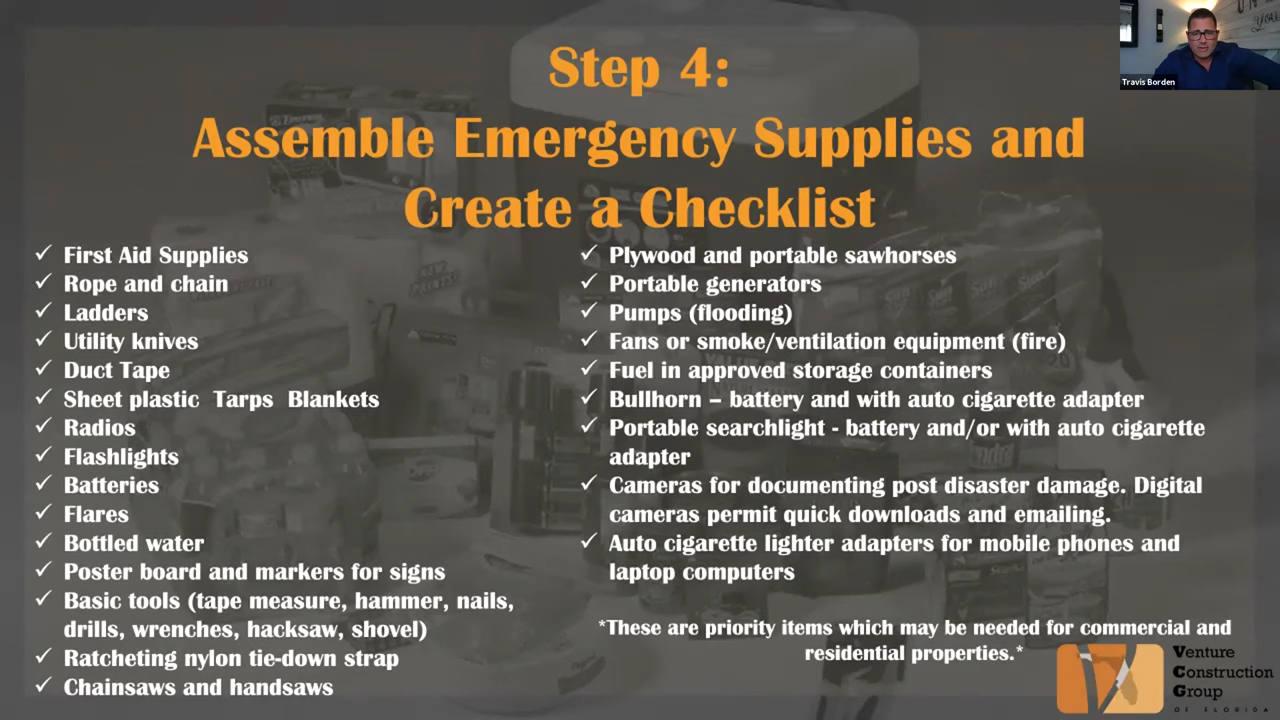 Step 4:
Assemble Emergency Supplies and
Create a Checklist
First Aid Supplies
Rope and chain
Ladders
Utility knives
Duct Tape
Sheet plastic Tarps Blankets
Radios
Flashlights
Batteries
Flares
Bottled water
Poster board and markers for signs
Basic tools (tape measure, hammer, nails,
drills, wrenches, hacksaw, shovel)
Ratcheting nylon tie-down strap
Chainsaws and handsaws
Plywood and portable sawhorses
Portable generators
Pumps (flooding)
Fans or smoke/ventilation equipment (fire)
Fuel in approved storage containers
Bullhorn – battery and with auto cigarette adapter
Portable searchlight - battery and/or with auto cigarette
adapter
Cameras for documenting post disaster damage. Digital
cameras permit quick downloads and emailing.
Auto cigarette lighter adapters for mobile phones and
laptop computers
*These are priority items which may be needed for commercial and
residential properties.*
Venture
Construction
Group
OF FLORIDA
Travis Borden